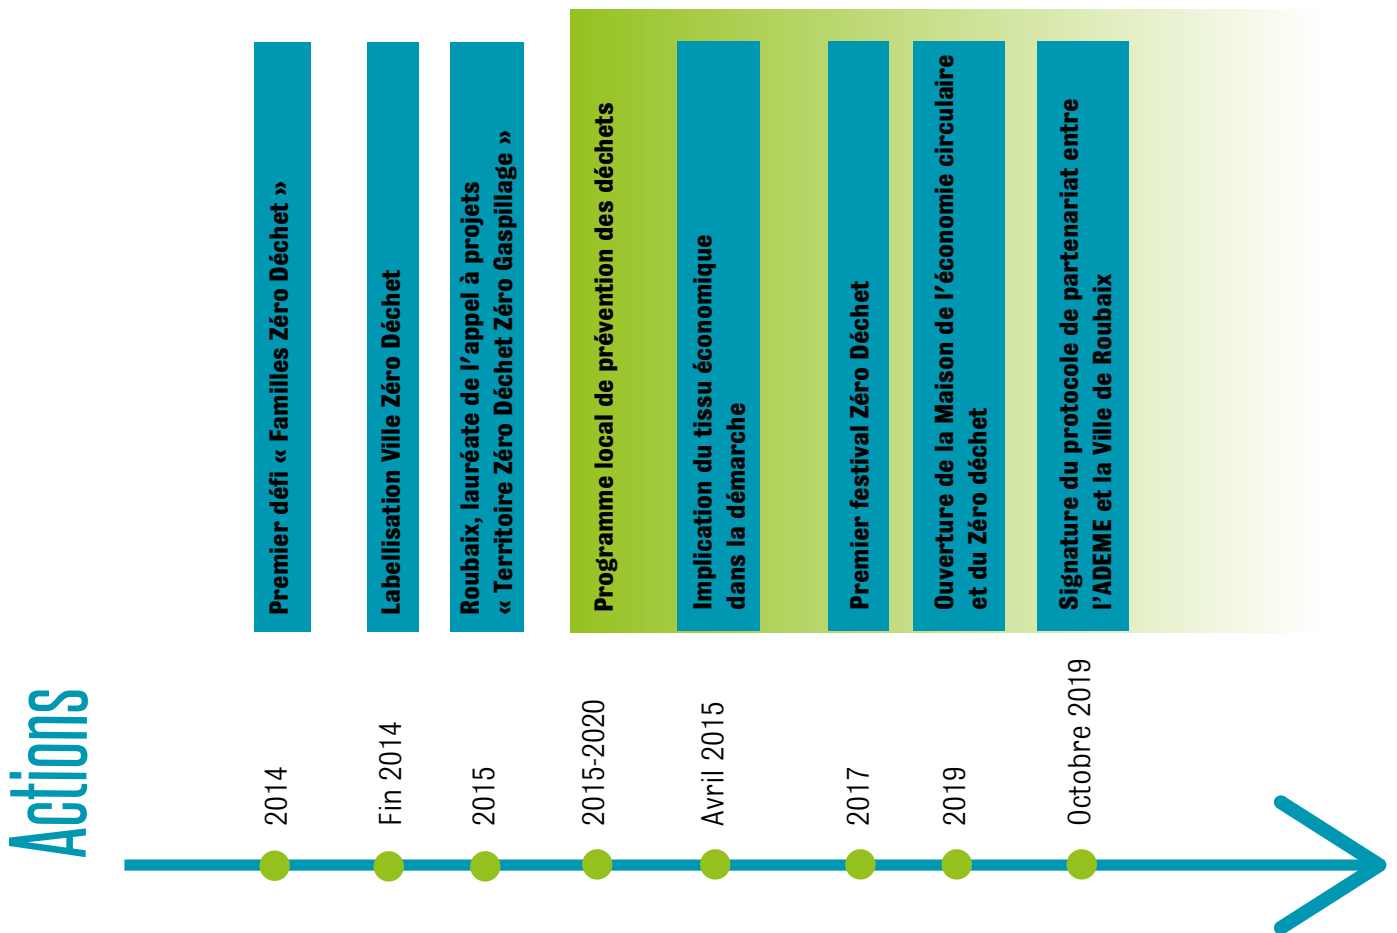 Actions
2014
Premier défi « Familles Zéro Déchet »
Fin 2014
Labellisation Ville Zéro Déchet
2015
Roubaix, lauréate de l’appel à projets
« Territoire Zéro Déchet Zéro Gaspillage »
2015-2020
Programme local de prévention des déchets
Avril 2015
Implication du tissu économique
dans la démarche
2017
Premier festival Zéro Déchet
2019
Ouverture de la Maison de l’économie circulaire
et du Zéro déchet
Octobre 2019
Signature du protocole de partenariat entre
l’ADEME et la Ville de Roubaix